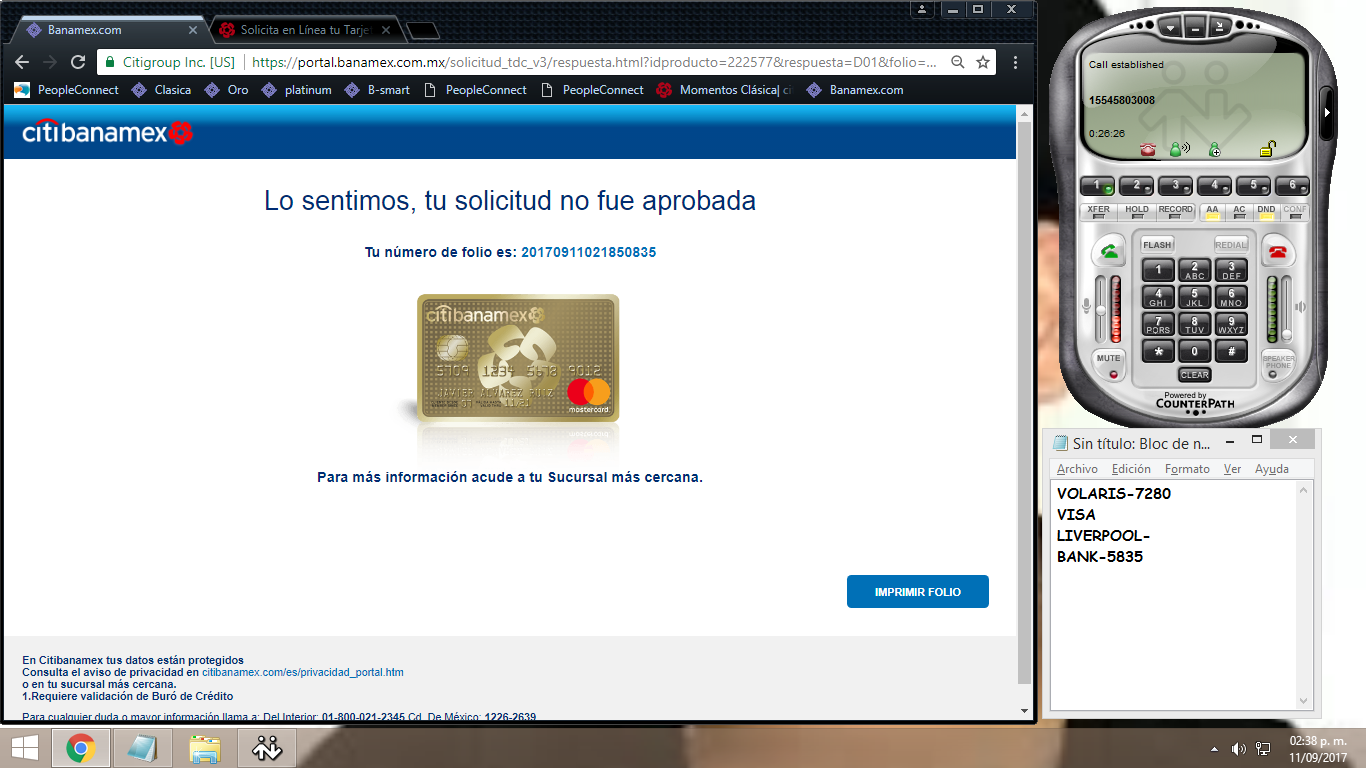 Banamex.com
Solicita en Línea tu Tarje
Citigroup Inc. [US]
https://portal.banamex.com.mx/solicitud_tdc_v3/respuesta.html?idproducto=222577&respuesta=D01&folio=...
PeopleConnect
Clasica
Oro
platinum
B-smart
PeopleConnect
PeopleConnect
Momentos Clásica| ci
Banamex.com
citibanamex
Lo sentimos, tu solicitud no fue aprobada
Tu número de folio es: 20170911021850835
citibanamex
5709 1234 5678 9012
JAVIER ALVAREZ RUIZ
11/21
mastercard
Para más información acude a tu Sucursal más cercana.
IMPRIMIR FOLIO
En Citibanamex tus datos están protegidos
Consulta el aviso de privacidad en citibanamex.com/es/privacidad_portal.htm
o en tu sucursal más cercana.
1.Requiere validación de Buró de Crédito
Para cualquier duda o mayor información llama a: Del Interior: 01-800-021-2345 Cd. De México: 1226-2639
Call established
15545803008
0:26:26
1 2 3 4 5 6
XFER HOLD RECORD AA AC DND CONF
FLASH REDIAL
1 2 ABC 3 DEF
4 GHI 5 JKL 6 MNO
7 PQRS 8 TUV 9 WXYZ
* 0 #
MUTE
SPEAKER PHONE
CLEAR
Powered by
COUNTERPATH
Sin título: Bloc de n...
Archivo Edición Formato Ver Ayuda
VOLARIS-7280
VISA
LIVERPOOL-
BANK-5835
02:38 p. m.
11/09/2017